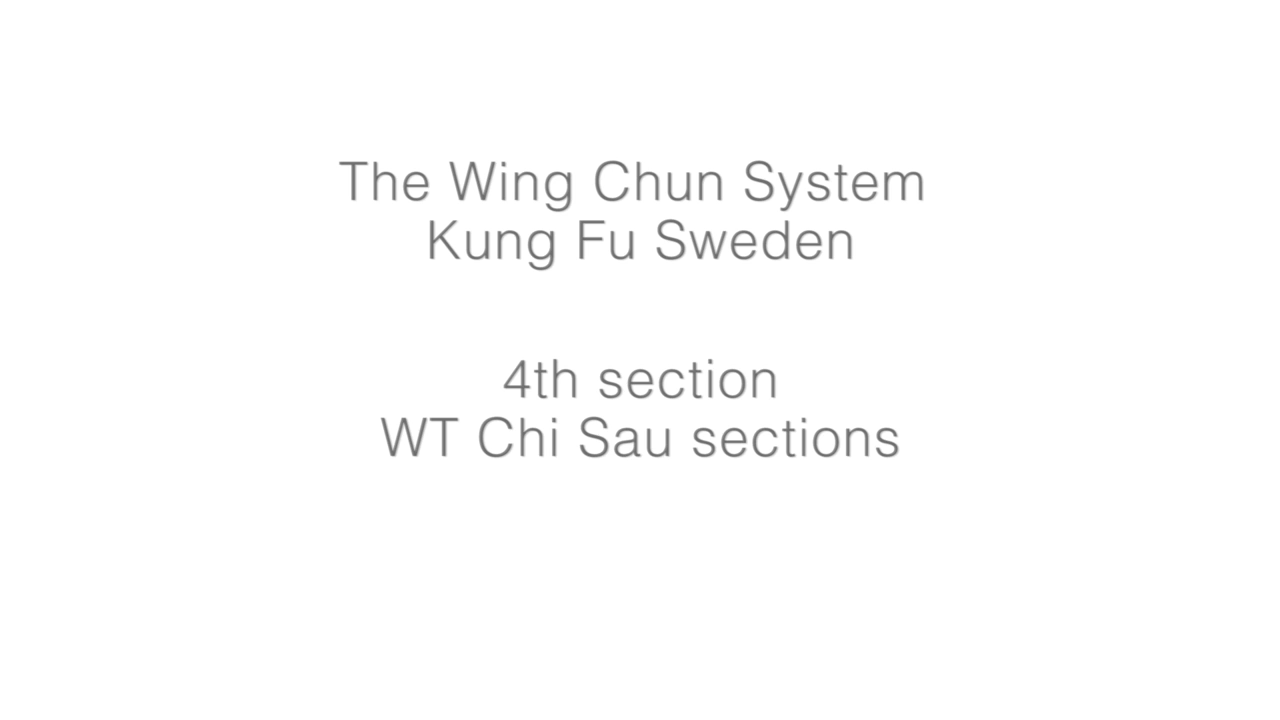 The Wing Chun System
Kung Fu Sweden
4th section
WT Chi Sau sections